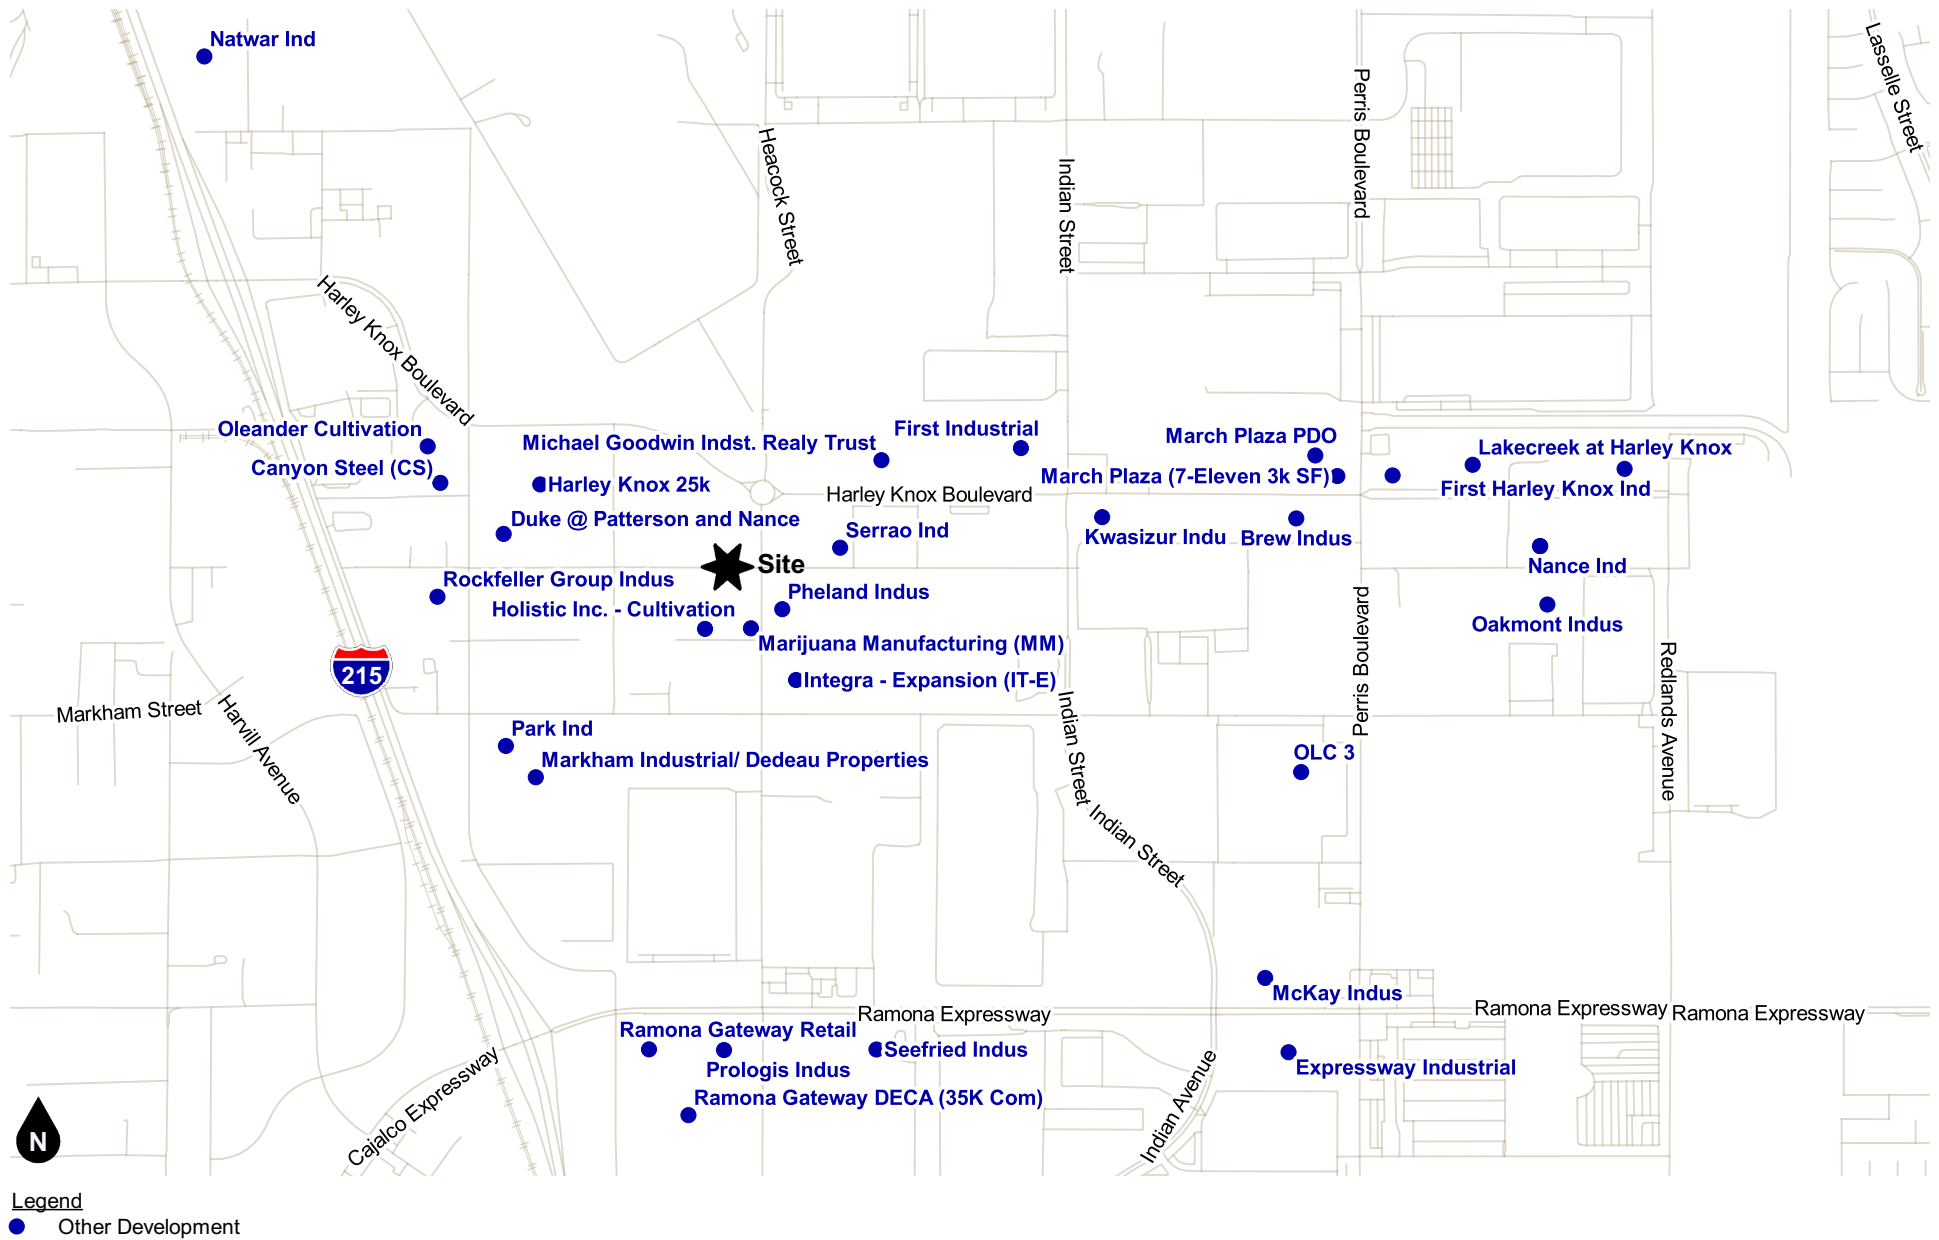 Natwar Ind
Lasselle Street
Perris Boulevard
Heacock Street
Indian Street
Harley Knox Boulevard
Oleander Cultivation
Canyon Steel (CS)
Michael Goodwin Indst. Realy Trust
First Industrial
March Plaza PDO
March Plaza (7-Eleven 3k SF)
Lakecreek at Harley Knox
First Harley Knox Ind
Harley Knox 25k
Harley Knox Boulevard
Duke @ Patterson and Nance
Serrao Ind
Kwasizur Indu
Brew Indus
Site
Nance Ind
Rockfeller Group Indus
Pheland Indus
Holistic Inc. - Cultivation
Marijuana Manufacturing (MM)
Oakmont Indus
Perris Boulevard
Redlands Avenue
215
Integra - Expansion (IT-E)
Markham Street
Harvill Avenue
Indian Street
Park Ind
Markham Industrial/ Dedeau Properties
OLC 3
Indian Street
McKay Indus
Ramona Expressway
Ramona Expressway
Ramona Expressway
Ramona Gateway Retail
Prologis Indus
Seefried Indus
Expressway Industrial
Ramona Gateway DECA (35K Com)
Cajalco Expressway
Indian Avenue
N
Legend
Other Development